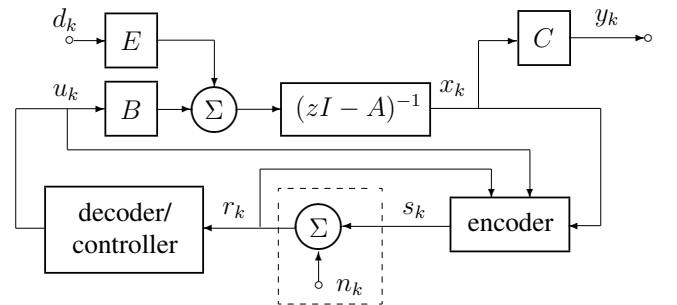 d_k
E
C
y_k
u_k
B
Σ
(zI − A)^{−1}
x_k
decoder/
controller
r_k
Σ
s_k
encoder
n_k